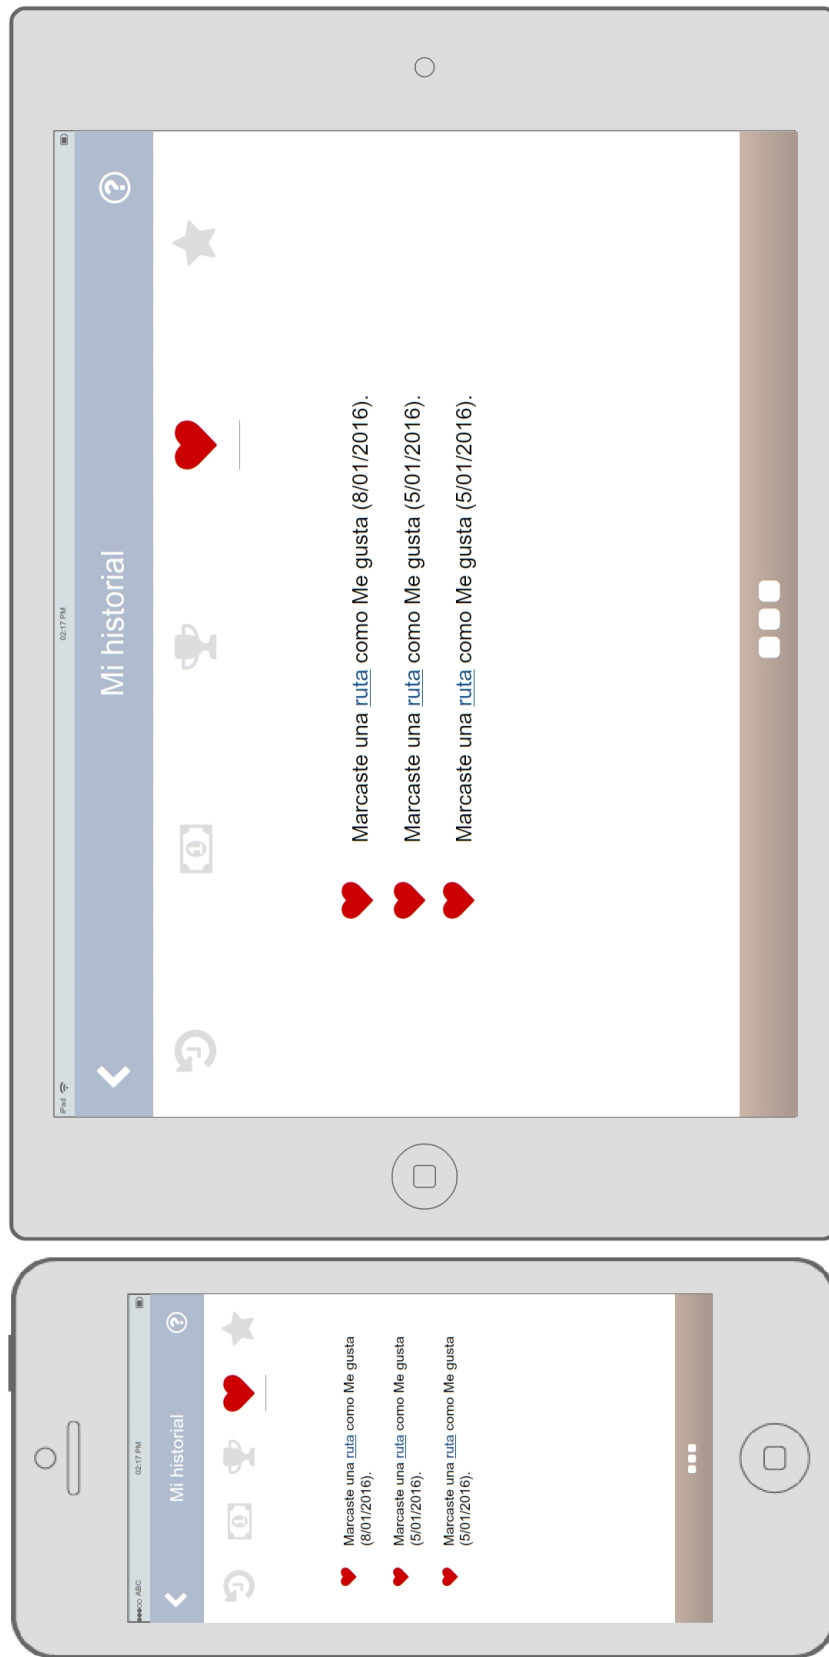 ABC 02:17 PM
Mi historial ?
1
Marcaste una ruta como Me gusta
(8/01/2016).
Marcaste una ruta como Me gusta
(5/01/2016).
Marcaste una ruta como Me gusta
(5/01/2016).
iPad 02:17 PM
Mi historial ?
1
Marcaste una ruta como Me gusta (8/01/2016).
Marcaste una ruta como Me gusta (5/01/2016).
Marcaste una ruta como Me gusta (5/01/2016).